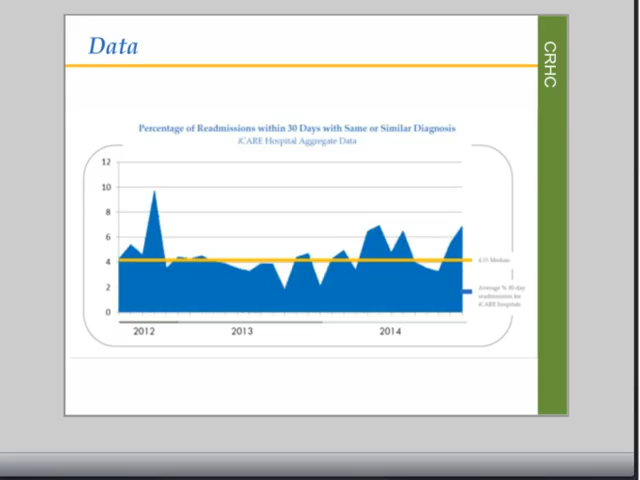 Data
CRHC
Percentage of Readmissions within 30 Days with Same or Similar Diagnosis
iCARE Hospital Aggregate Data
12
10
8
6
4
2
0
Median
Average % 30 day
readmissions for
iCARE hospitals
2012
2013
2014